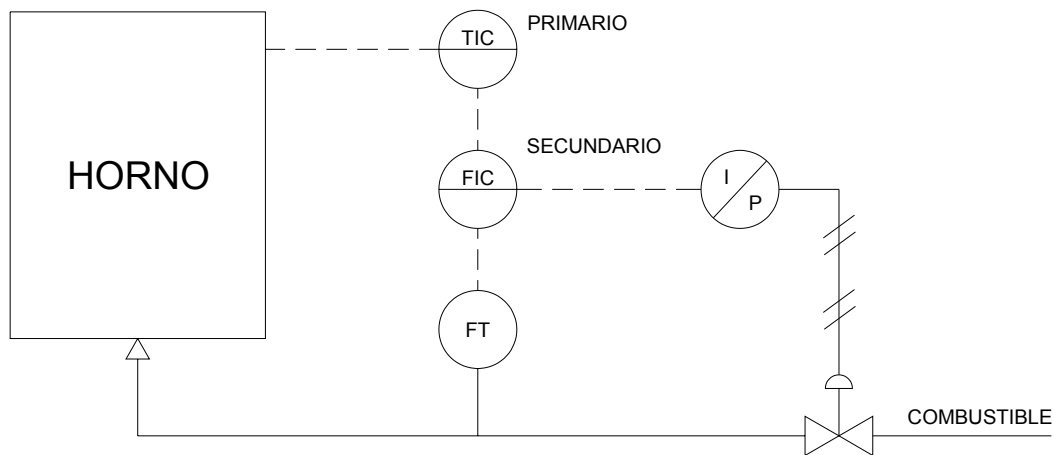 TIC
PRIMARIO
HORNO
SECUNDARIO
FIC
I
P
FT
COMBUSTIBLE